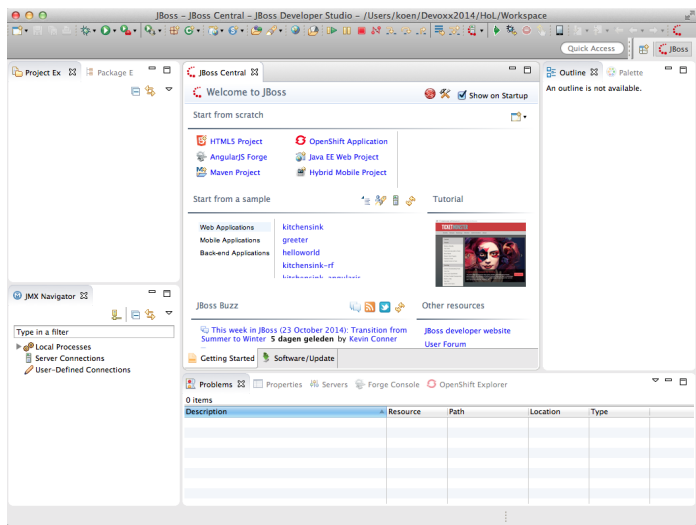 JBoss - JBoss Central - JBoss Developer Studio - /Users/koen/Devoxx2014/HoL/Workspace
Quick Access
JBoss
Project Ex
Package E
JBoss Central
Outline
Palette
Welcome to JBoss
Show on Startup
An outline is not available.
Start from scratch
HTML5 Project
OpenShift Application
AngularJS Forge
Java EE Web Project
Maven Project
Hybrid Mobile Project
Start from a sample
Tutorial
Web Applications
Mobile Applications
Back-end Applications
kitchensink
greeter
helloworld
kitchensink-rf
kitchensink-angularjs
TICKETMONSTER
JMX Navigator
Type in a filter
Local Processes
Server Connections
User-Defined Connections
JBoss Buzz
Other resources
This week in JBoss (23 October 2014): Transition from
Summer to Winter 5 dagen geleden by Kevin Conner
JBoss developer website
User Forum
Getting Started
Software/Update
Problems
Properties
Servers
Forge Console
OpenShift Explorer
0 items
Description
Resource
Path
Location
Type